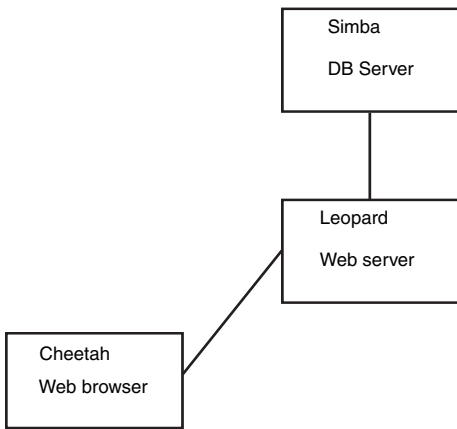 Simba
DB Server
Leopard
Web server
Cheetah
Web browser